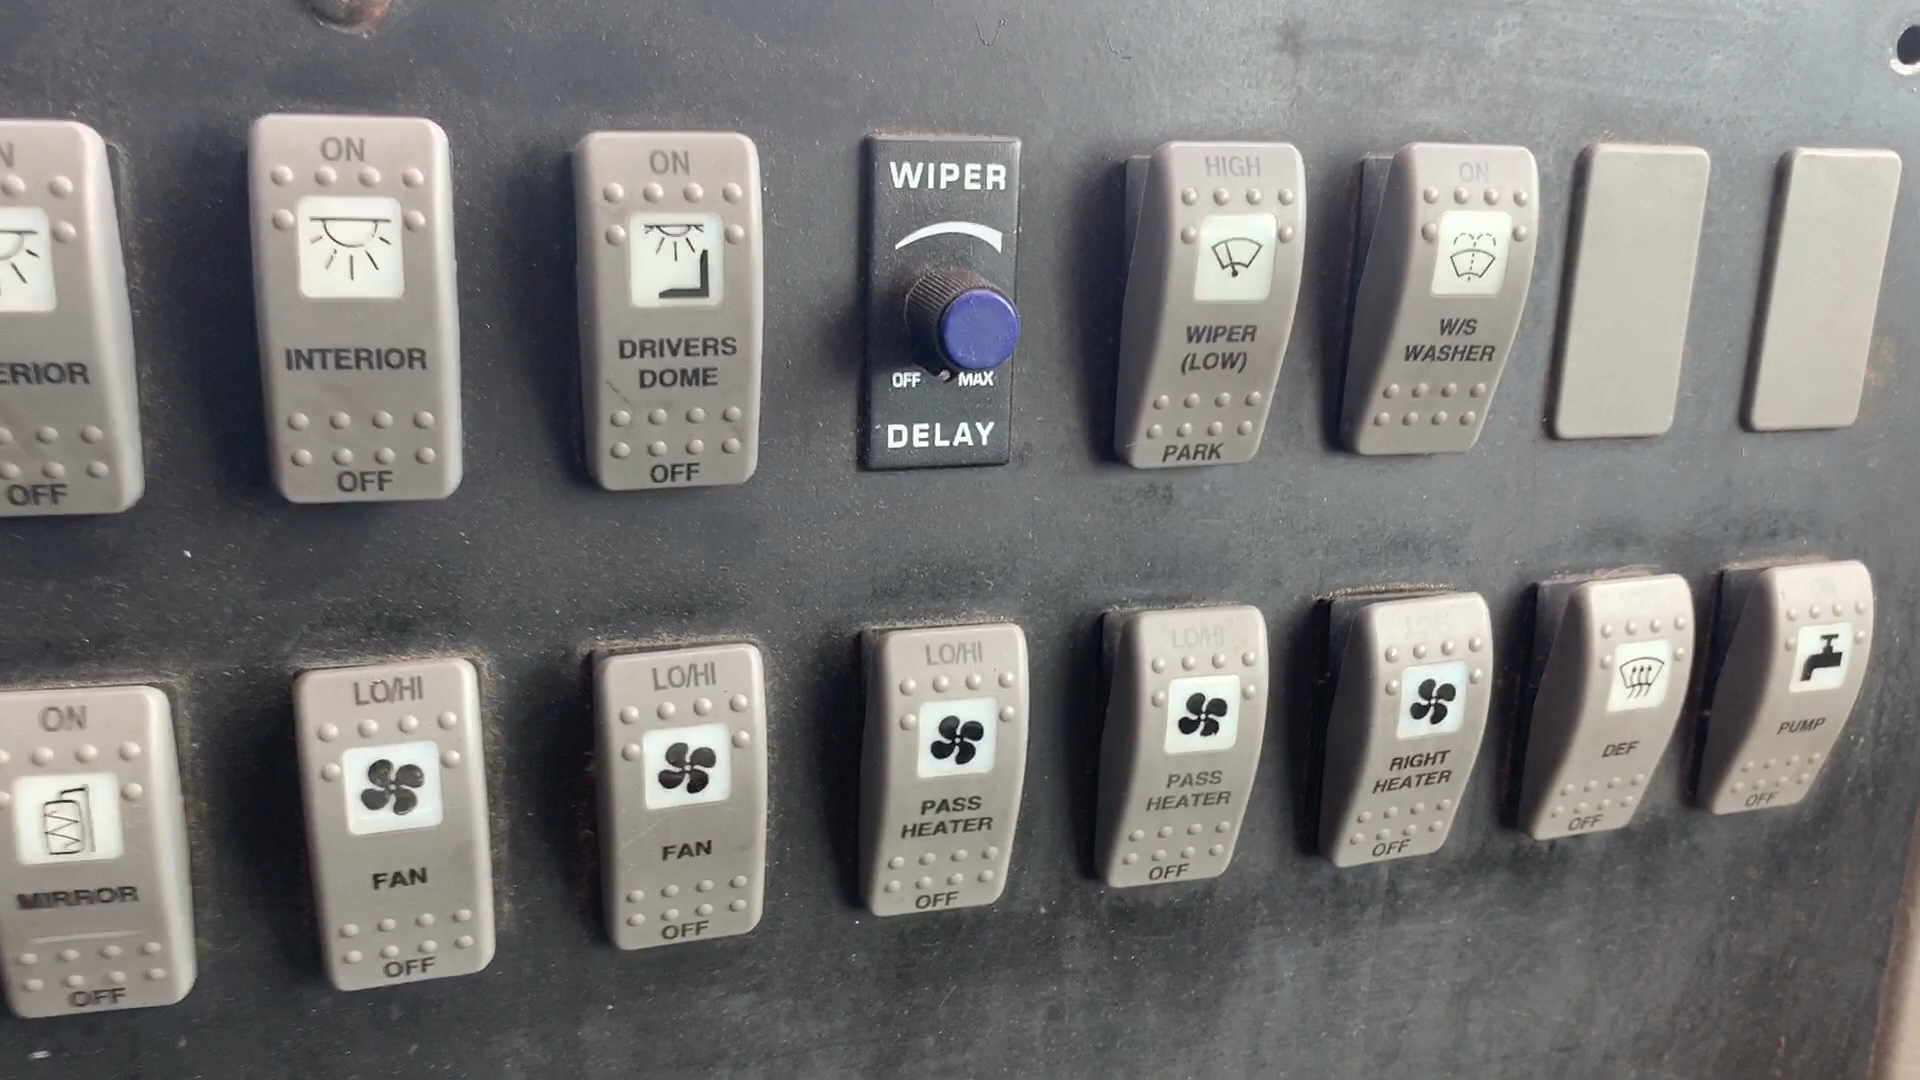 N
ERIOR
OFF
ON
INTERIOR
OFF
ON
DRIVERS
DOME
OFF
WIPER
OFF MAX
DELAY
HIGH
WIPER
(LOW)
PARK
ON
W/S
WASHER
ON
MIRROR
OFF
LO/HI
FAN
OFF
LO/HI
FAN
OFF
LO/HI
PASS
HEATER
OFF
LO/HI
PASS
HEATER
OFF
LO/HI
RIGHT
HEATER
OFF
DEF
OFF
ON
PUMP
OFF